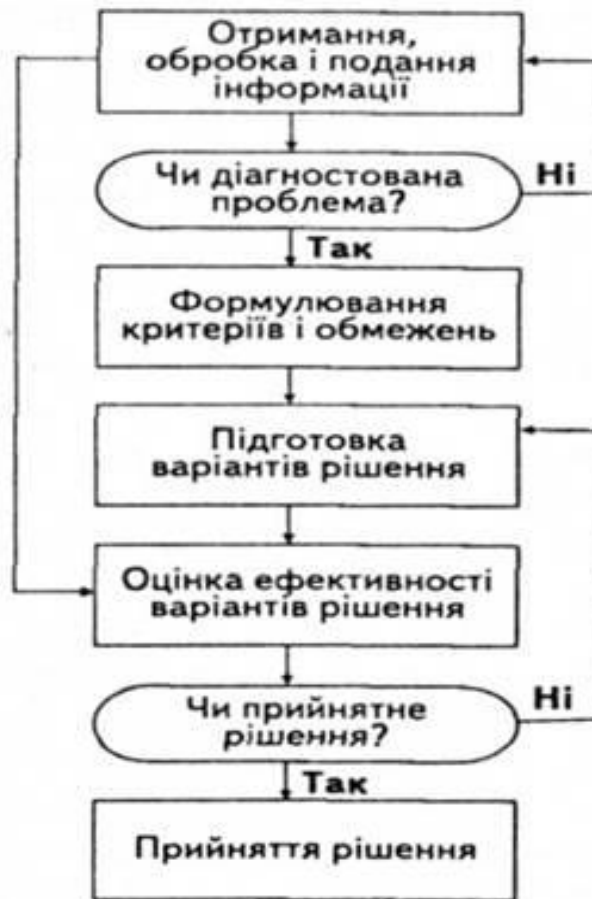 Отримання,
обробка і подання
інформації
Чи діагностована
проблема?
Ні
Так
Формулювання
критеріїв і обмежень
Підготовка
варіантів рішення
Оцінка ефективності
варіантів рішення
Чи прийнятне
рішення?
Ні
Так
Прийняття рішення